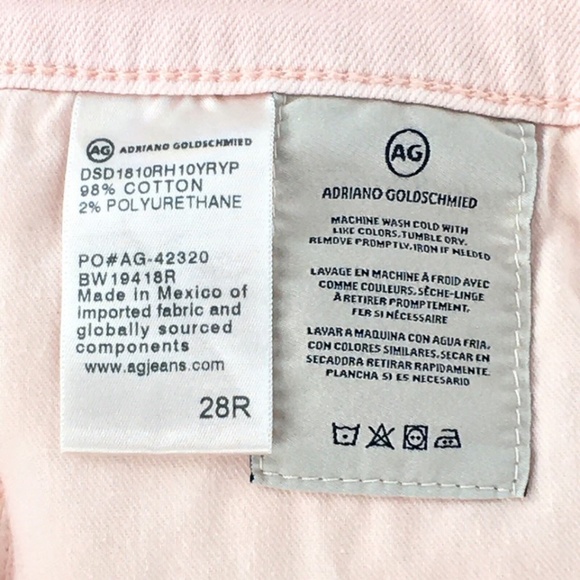 AG ADRIANO GOLDSCHMIED
DSD1810RH10YRYP
98% COTTON
2% POLYURETHANE
PO#AG-42320
BW19418R
Made in Mexico of
imported fabric and
globally sourced
components
www.agjeans.com
28R
AG
ADRIANO GOLDSCHMIED
MACHINE WASH COLD WITH
LIKE COLORS. TUMBLE DRY.
REMOVE PROMPTLY, IRON IF NEEDED
LAVAGE EN MACHINE À FROID AVEC
COMME COULEURS. SÈCHE-LINGE
À RETIRER PROMPTEMENT,
FER SI NÉCESSAIRE
LAVAR A MAQUINA CON AGUA FRIA,
CON COLORES SIMILARES. SECAR EN
SECADORA RETIRAR RAPIDAMENTE.
PLANCHA SI ES NECESARIO